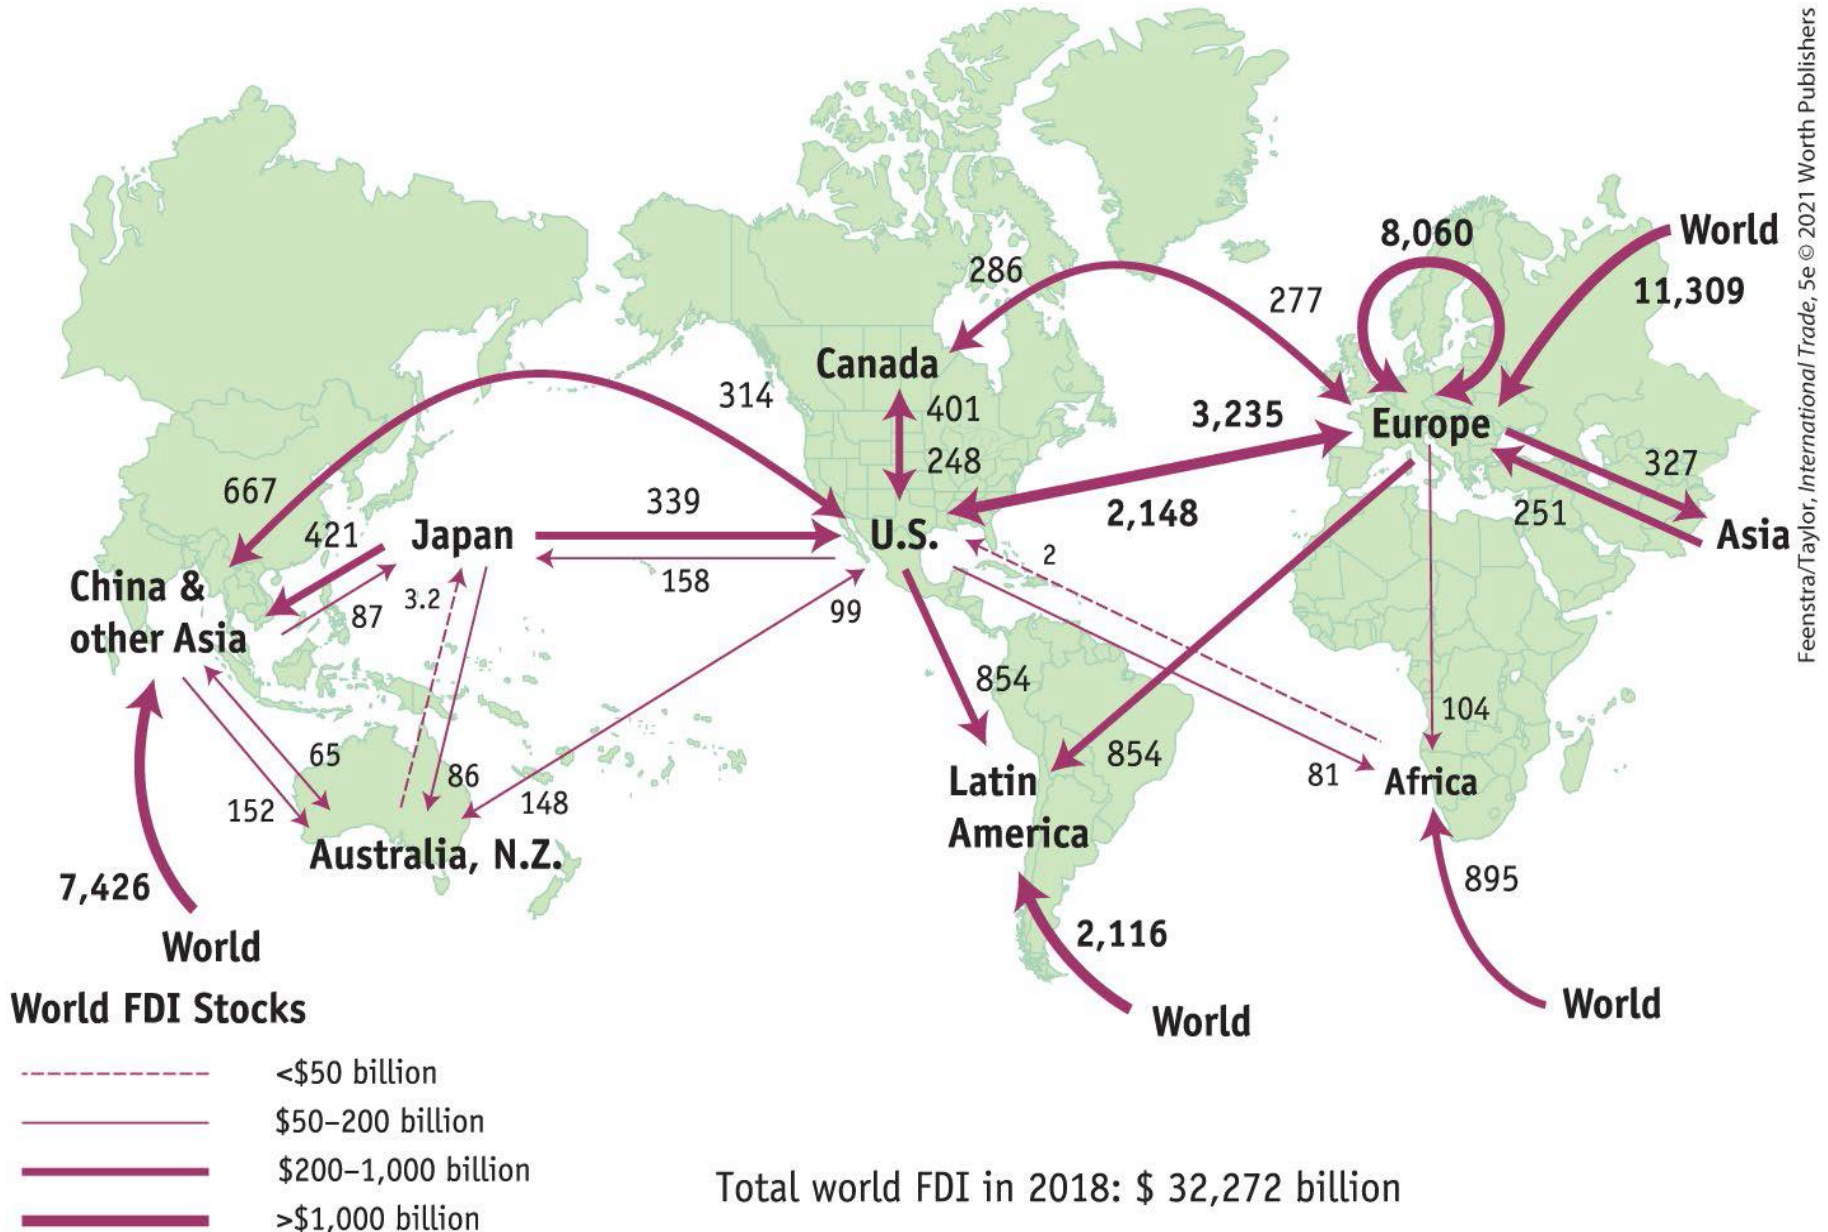 Feenstra/Taylor, International Trade, 5e © 2021 Worth Publishers
8,060
World
11,309
286
277
Canada
314
401
3,235
Europe
248
327
667
339
2,148
251
421
Japan
U.S.
Asia
2
158
China &
other Asia
87
3.2
99
854
104
65
86
854
81
152
148
Latin
America
Africa
Australia, N.Z.
7,426
895
World
2,116
World
World
World FDI Stocks
<$50 billion
$50–200 billion
$200–1,000 billion
>$1,000 billion
Total world FDI in 2018: $ 32,272 billion